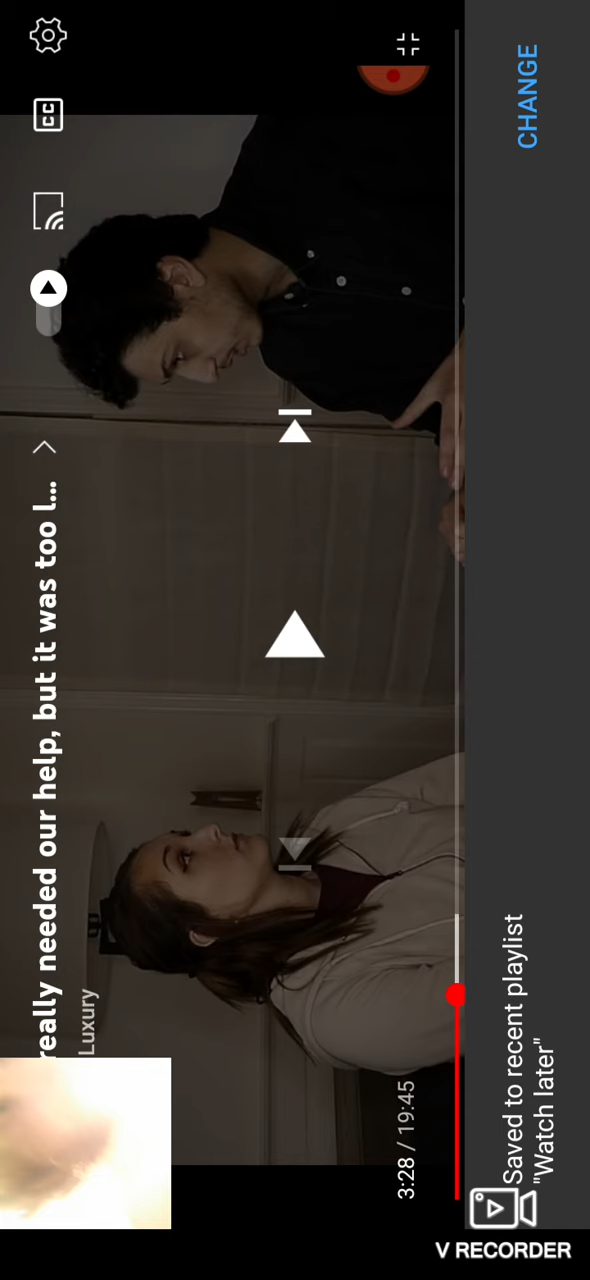 really needed our help, but it was too l...
Luxury
3:28 / 19:45
Saved to recent playlist
"Watch later"
CHANGE
V RECORDER